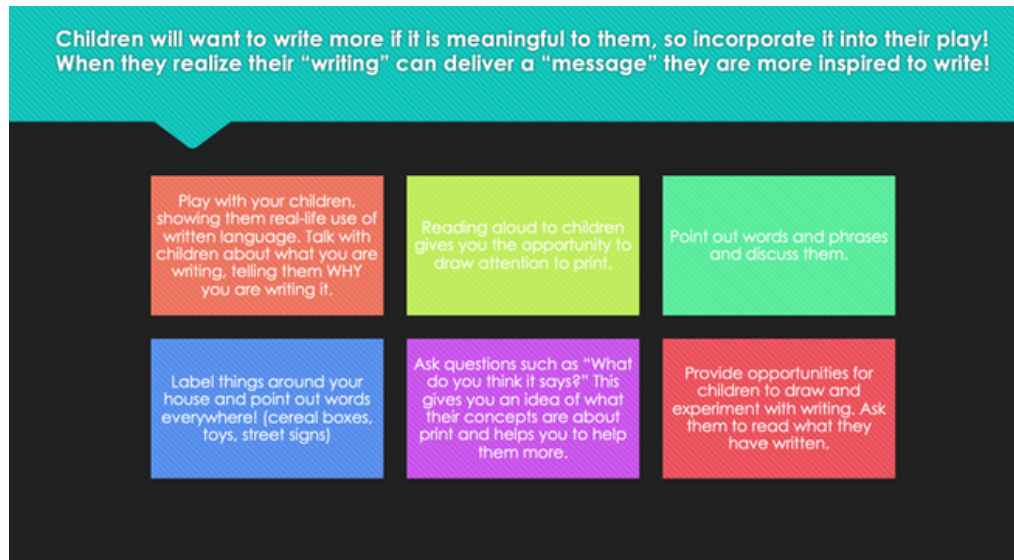 Children will want to write more if it is meaningful to them, so incorporate it into their play!
When they realize their “writing” can deliver a “message” they are more inspired to write!
Play with your children,
showing them real-life use of
written language. Talk with
children about what you are
writing, telling them WHY
you are writing it.
Reading aloud to children
gives you the opportunity to
draw attention to print.
Point out words and phrases
and discuss them.
Label things around your
house and point out words
everywhere! (cereal boxes,
toys, street signs)
Ask questions such as “What
do you think it says?” This
gives you an idea of what
their concepts are about
print and helps you to help
them more.
Provide opportunities for
children to draw and
experiment with writing. Ask
them to read what they
have written.